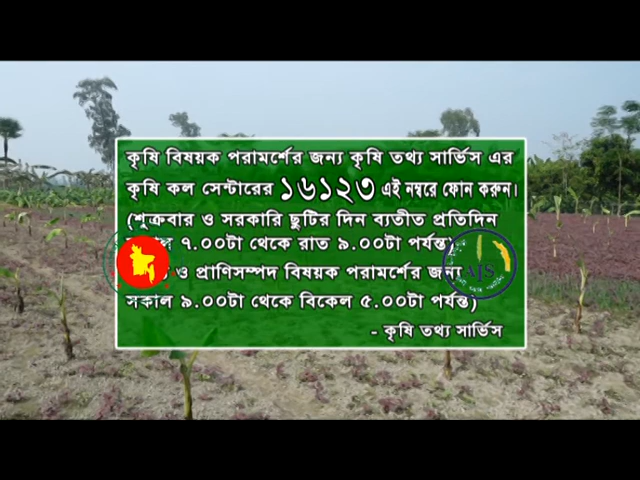 কৃষি বিষয়ক পরামর্শের জন্য কৃষি তথ্য সার্ভিস এর
কৃষি কল সেন্টারের ১৬১২৩ এই নম্বরে ফোন করুন।
(শুক্রবার ও সরকারি ছুটির দিন ব্যতীত প্রতিদিন
৭.০০টা থেকে রাত ৯.০০টা পর্যন্ত)
ও প্রাণিসম্পদ বিষয়ক পরামর্শের জন্য
সকাল ৯.০০টা থেকে বিকেল ৫.০০টা পর্যন্ত)
- কৃষি তথ্য সার্ভিস
AIS